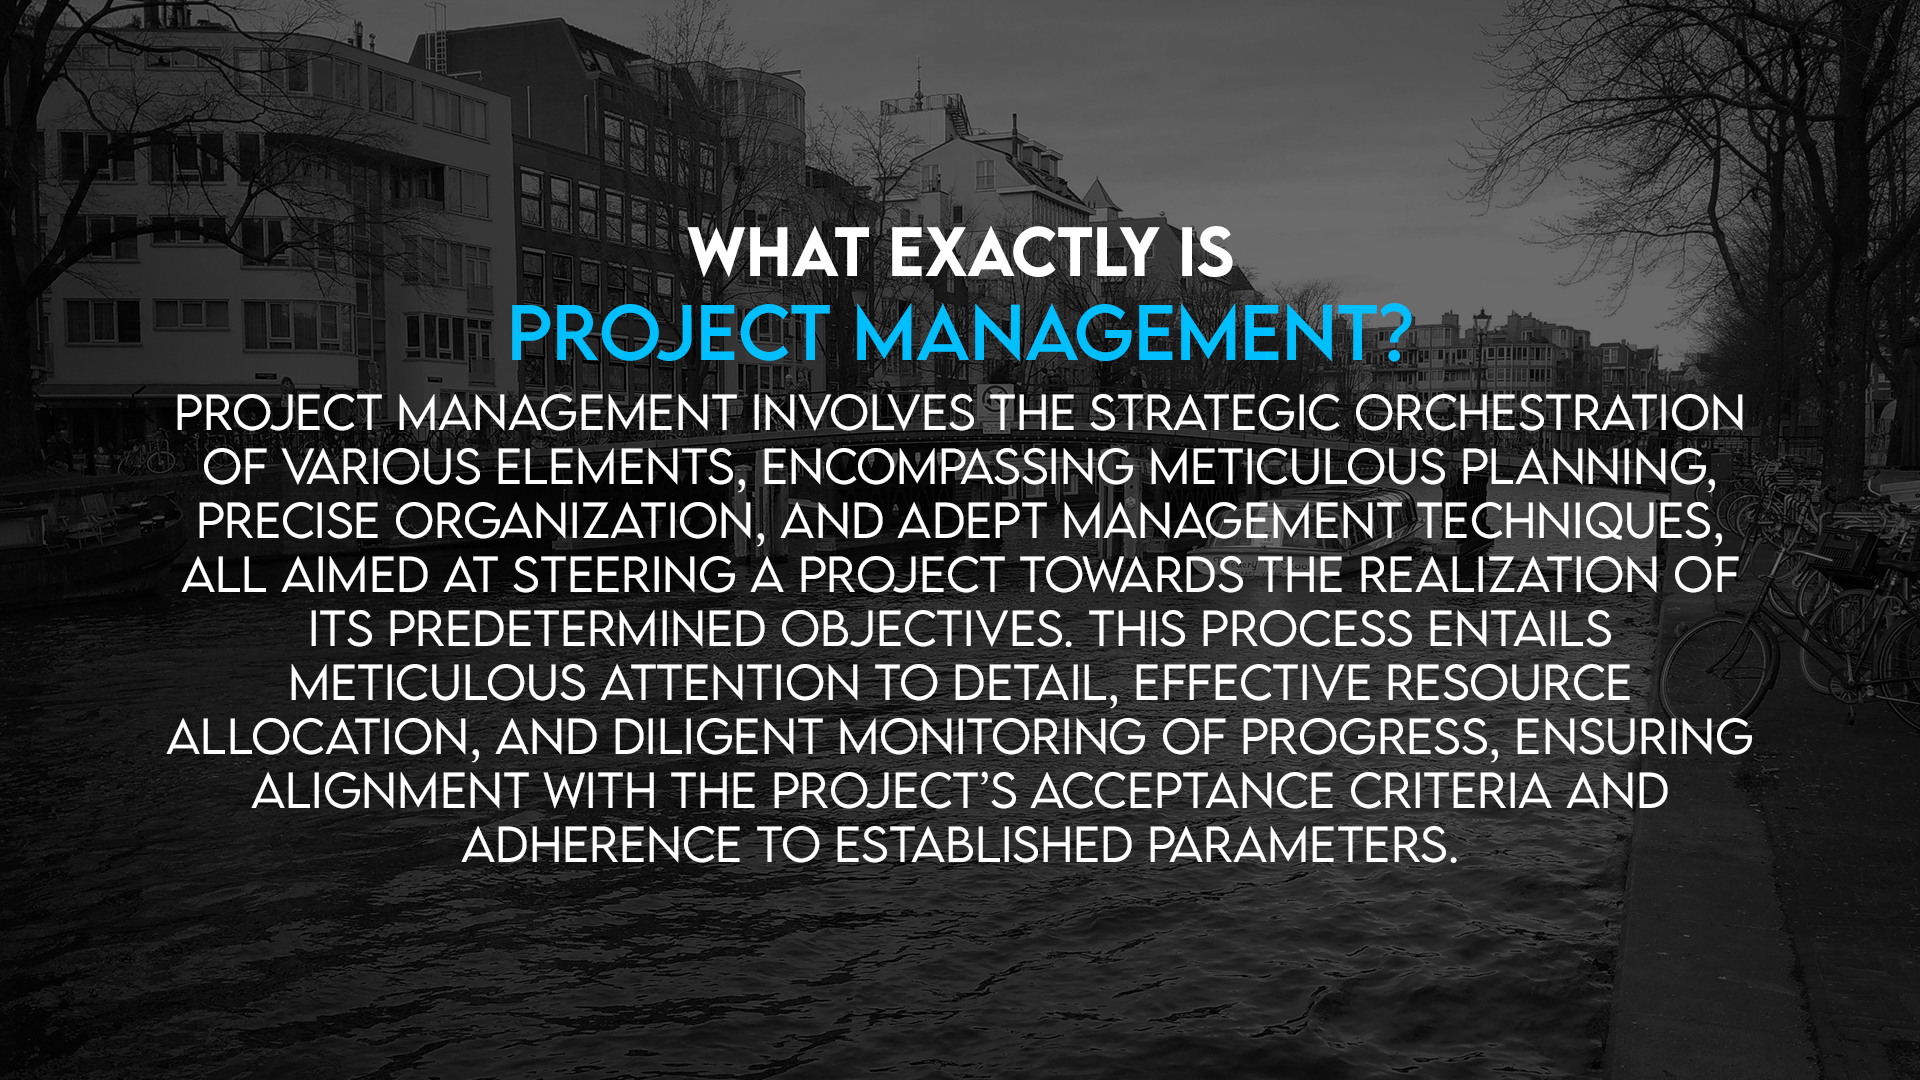 WHAT EXACTLY IS
PROJECT MANAGEMENT?
PROJECT MANAGEMENT INVOLVES THE STRATEGIC ORCHESTRATION
OF VARIOUS ELEMENTS, ENCOMPASSING METICULOUS PLANNING,
PRECISE ORGANIZATION, AND ADEPT MANAGEMENT TECHNIQUES,
ALL AIMED AT STEERING A PROJECT TOWARDS THE REALIZATION OF
ITS PREDETERMINED OBJECTIVES. THIS PROCESS ENTAILS
METICULOUS ATTENTION TO DETAIL, EFFECTIVE RESOURCE
ALLOCATION, AND DILIGENT MONITORING OF PROGRESS, ENSURING
ALIGNMENT WITH THE PROJECT’S ACCEPTANCE CRITERIA AND
ADHERENCE TO ESTABLISHED PARAMETERS.